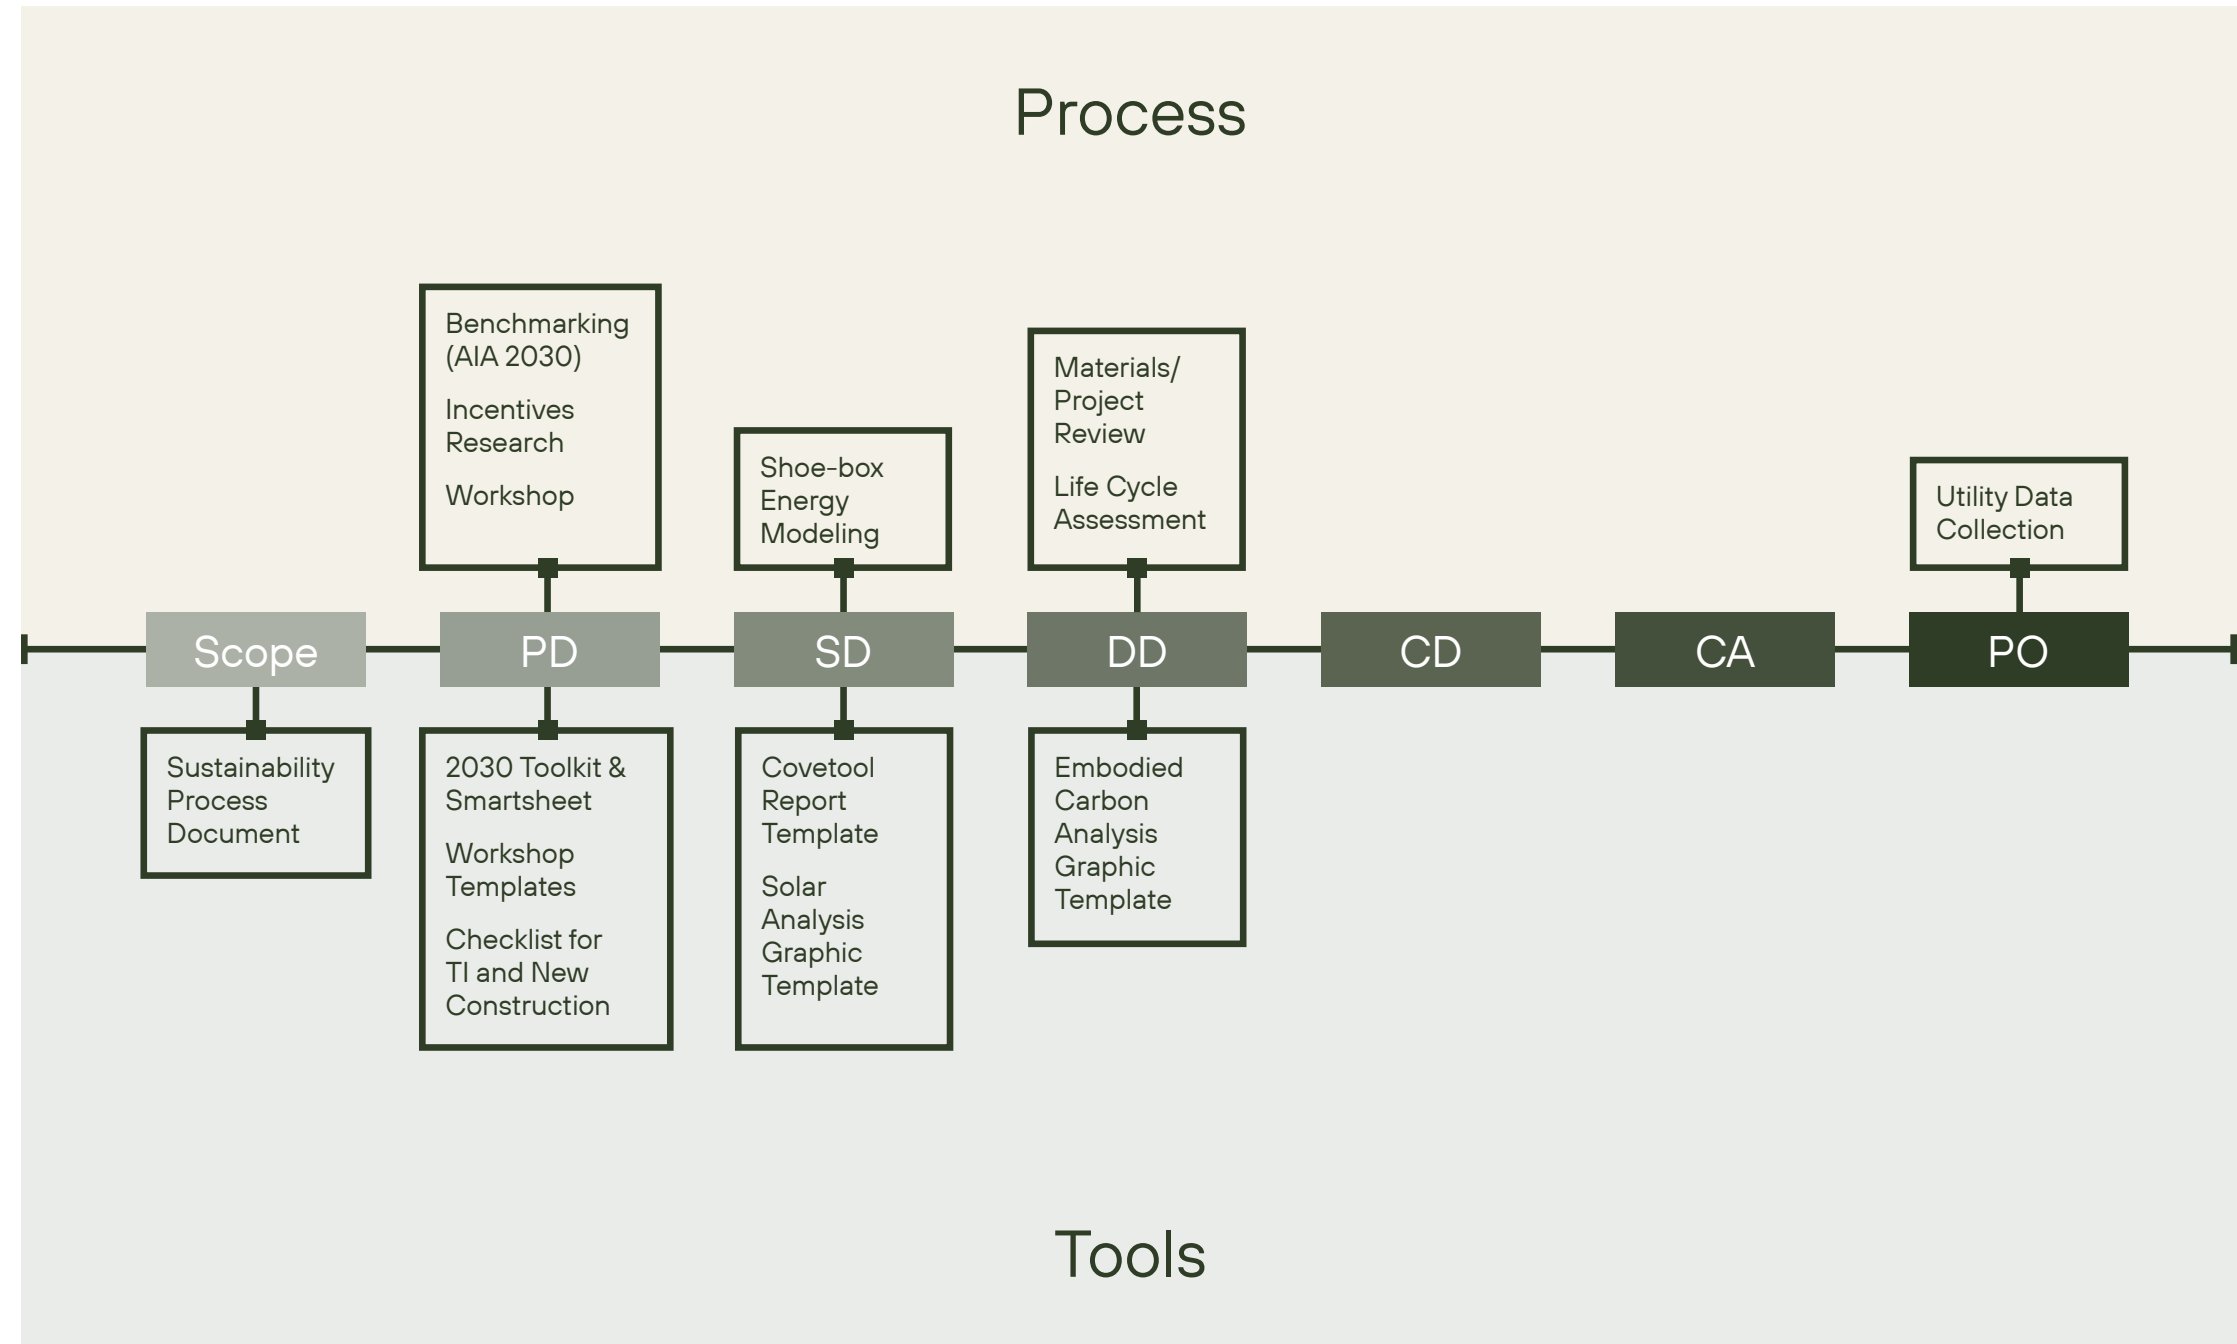 Process
Benchmarking
(AIA 2030)
Incentives
Research
Workshop
Shoe-box
Energy
Modeling
Materials/
Project
Review
Life Cycle
Assessment
Utility Data
Collection
Scope
PD
SD
DD
CD
CA
PO
Sustainability
Process
Document
2030 Toolkit &
Smartsheet
Workshop
Templates
Checklist for
TI and New
Construction
Covetool
Report
Template
Solar
Analysis
Graphic
Template
Embodied
Carbon
Analysis
Graphic
Template
Tools